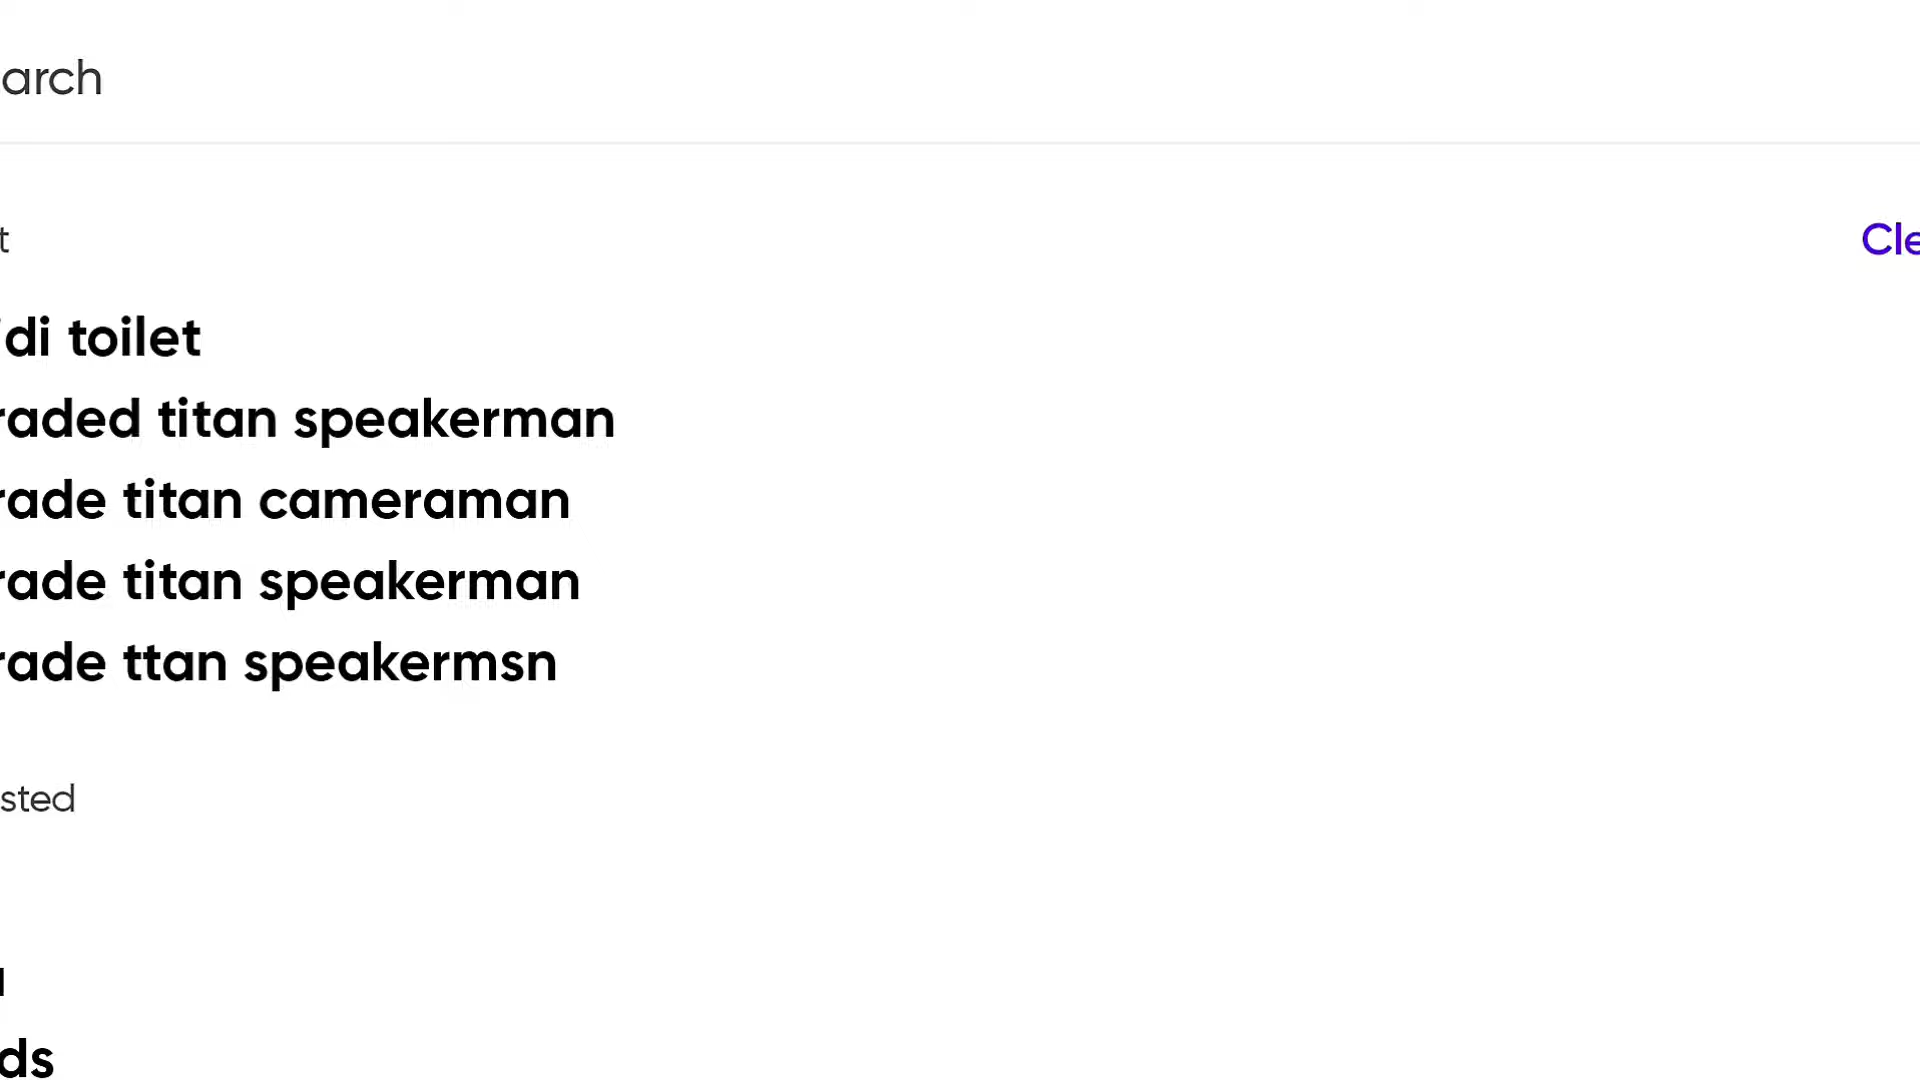 arch
t
Cle
di toilet
raded titan speakerman
rade titan cameraman
rade titan speakerman
rade ttan speakermsn
sted
ds